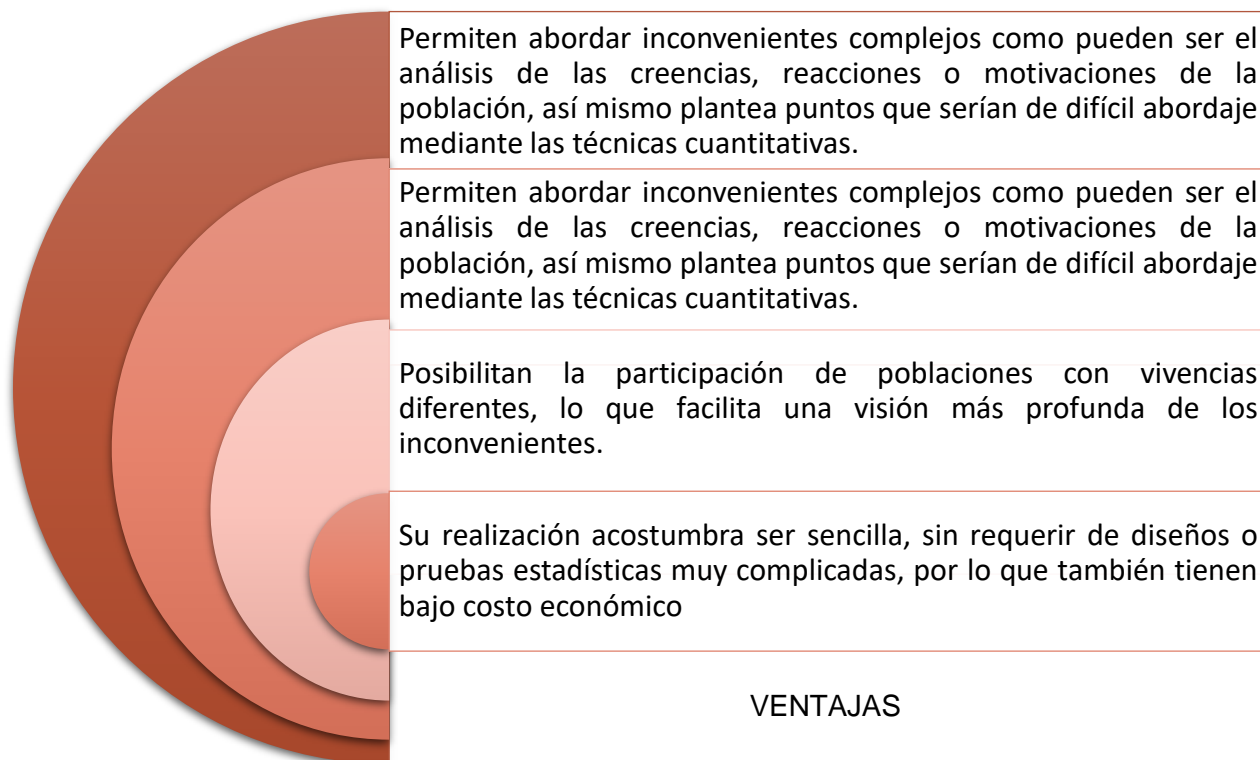 Permiten abordar inconvenientes complejos como pueden ser el
análisis de las creencias, reacciones o motivaciones de la
población, así mismo plantea puntos que serían de difícil abordaje
mediante las técnicas cuantitativas.
Permiten abordar inconvenientes complejos como pueden ser el
análisis de las creencias, reacciones o motivaciones de la
población, así mismo plantea puntos que serían de difícil abordaje
mediante las técnicas cuantitativas.
Posibilitan la participación de poblaciones con vivencias
diferentes, lo que facilita una visión más profunda de los
inconvenientes.
Su realización acostumbra ser sencilla, sin requerir de diseños o
pruebas estadísticas muy complicadas, por lo que también tienen
bajo costo económico
VENTAJAS